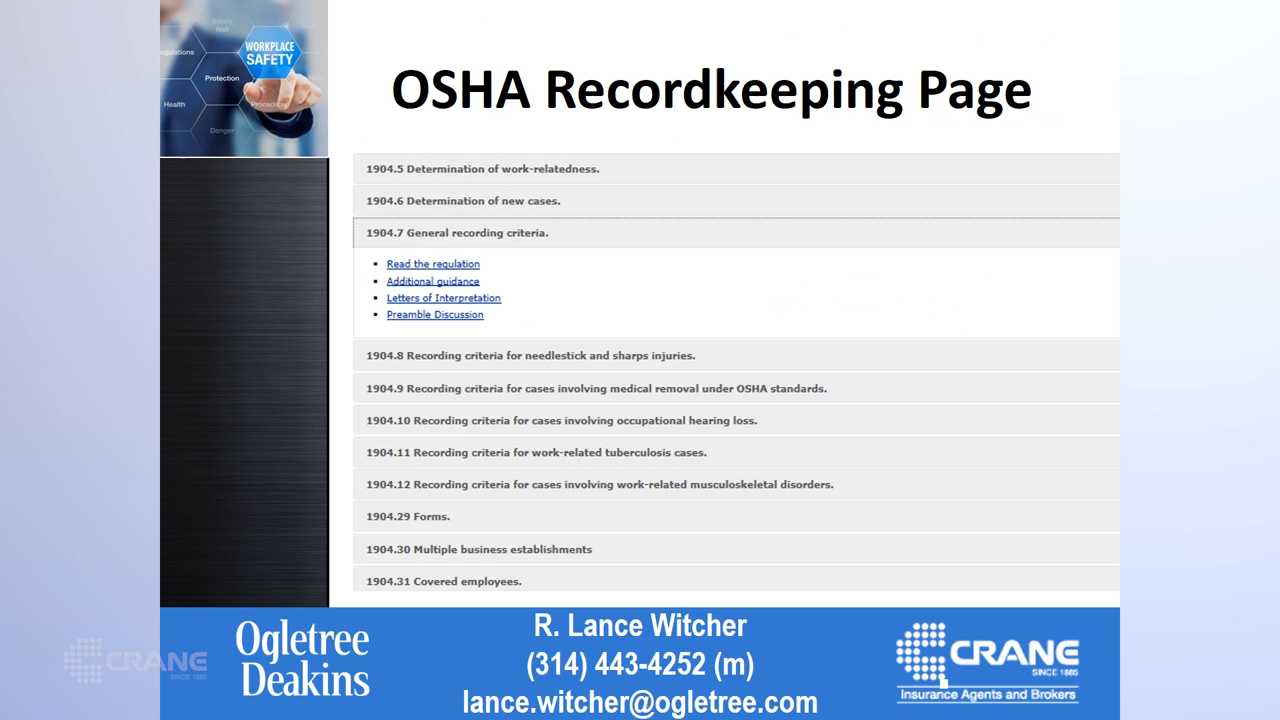 Safety
first
WORKPLACE
SAFETY
Protection
Health
Danger
OSHA Recordkeeping Page
1904.5 Determination of work-relatedness.
1904.6 Determination of new cases.
1904.7 General recording criteria.
Read the regulation
Additional guidance
Letters of Interpretation
Preamble Discussion
1904.8 Recording criteria for needlestick and sharps injuries.
1904.9 Recording criteria for cases involving medical removal under OSHA standards.
1904.10 Recording criteria for cases involving occupational hearing loss.
1904.11 Recording criteria for work-related tuberculosis cases.
1904.12 Recording criteria for cases involving work-related musculoskeletal disorders.
1904.29 Forms.
1904.30 Multiple business establishments
1904.31 Covered employees.
Ogletree
Deakins
R. Lance Witcher
(314) 443-4252 (m)
lance.witcher@ogletree.com
CRANE
SINCE 1885
Insurance Agents and Brokers
CRANE
SINCE 1885